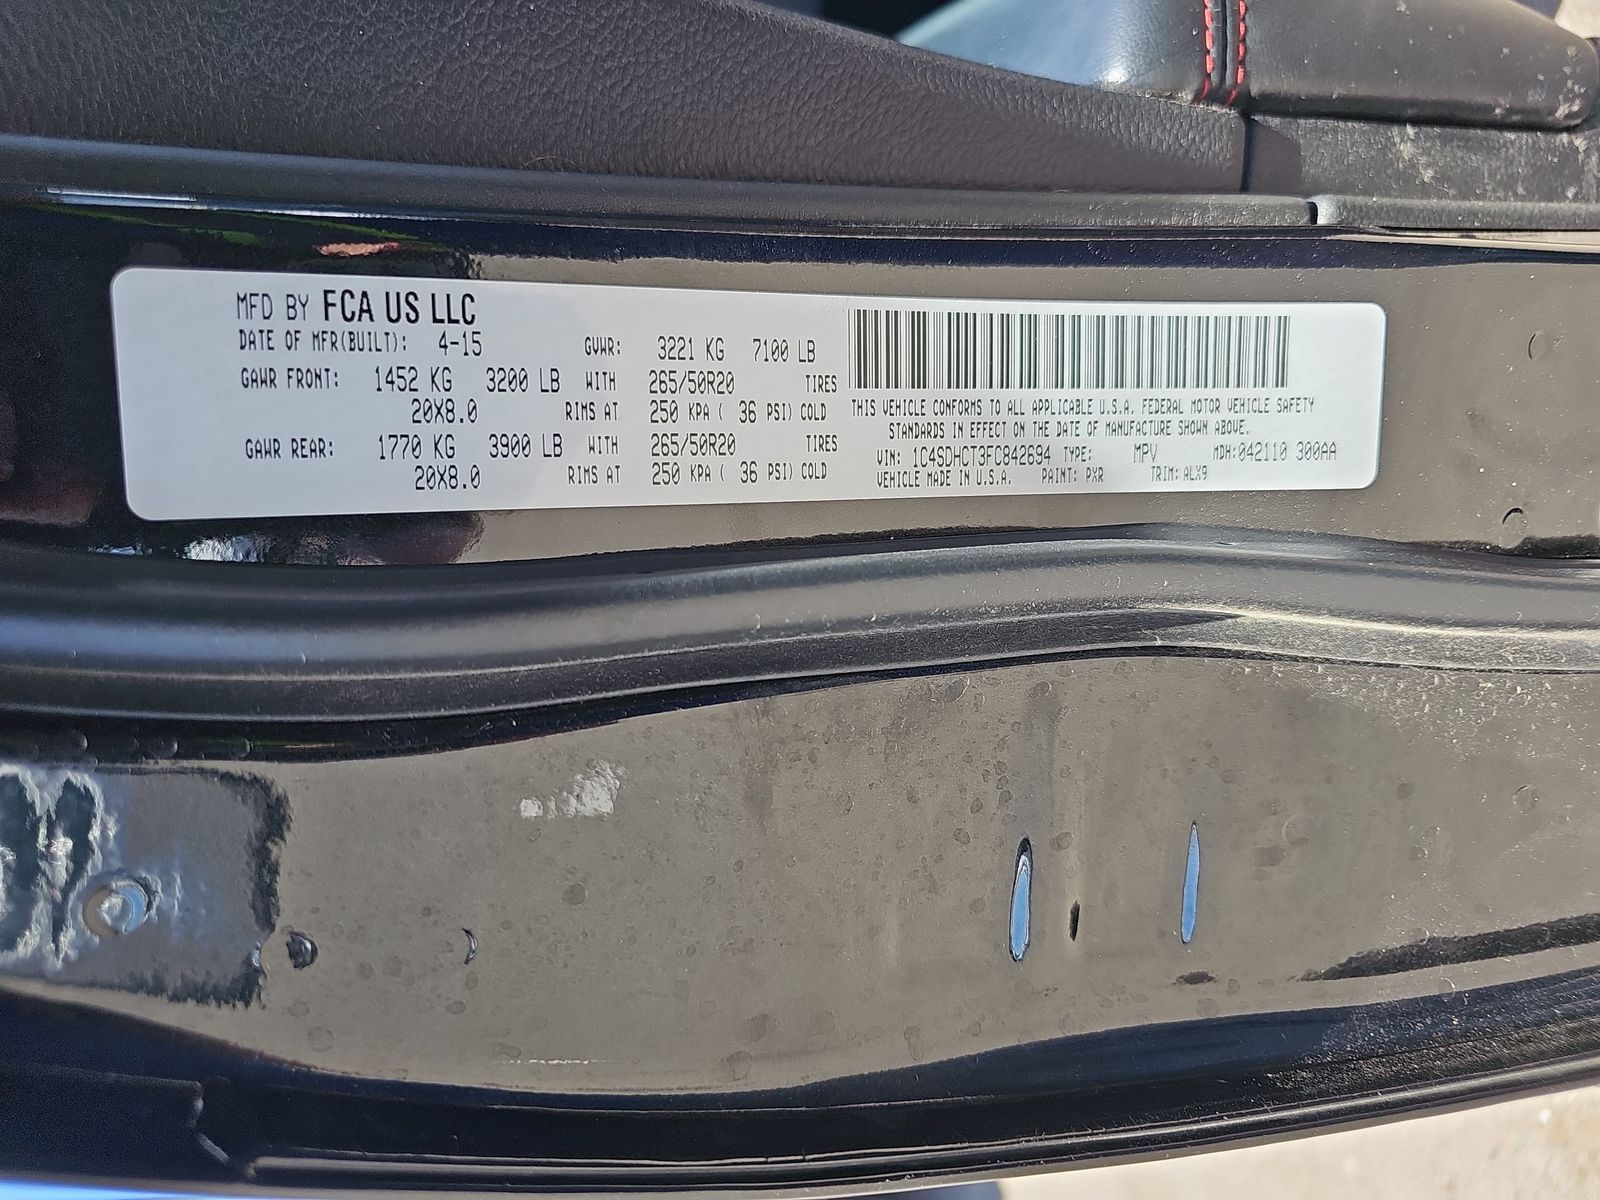 MFD BY FCA US LLC
DATE OF MFR(BUILT): 4-15 GVWR: 3221 KG 7100 LB
GAWR FRONT: 1452 KG 3200 LB WITH 265/50R20 TIRES
20X8.0 RIMS AT 250 KPA ( 36 PSI) COLD
GAWR REAR: 1770 KG 3900 LB WITH 265/50R20 TIRES
20X8.0 RIMS AT 250 KPA ( 36 PSI) COLD
THIS VEHICLE CONFORMS TO ALL APPLICABLE U.S.A. FEDERAL MOTOR VEHICLE SAFETY
STANDARDS IN EFFECT ON THE DATE OF MANUFACTURE SHOWN ABOVE.
VIN: 1C4SDHCT3FC842694 TYPE: MPV MDH:042110 300AA
VEHICLE MADE IN U.S.A. PAINT: PXR TRIM: ALX9